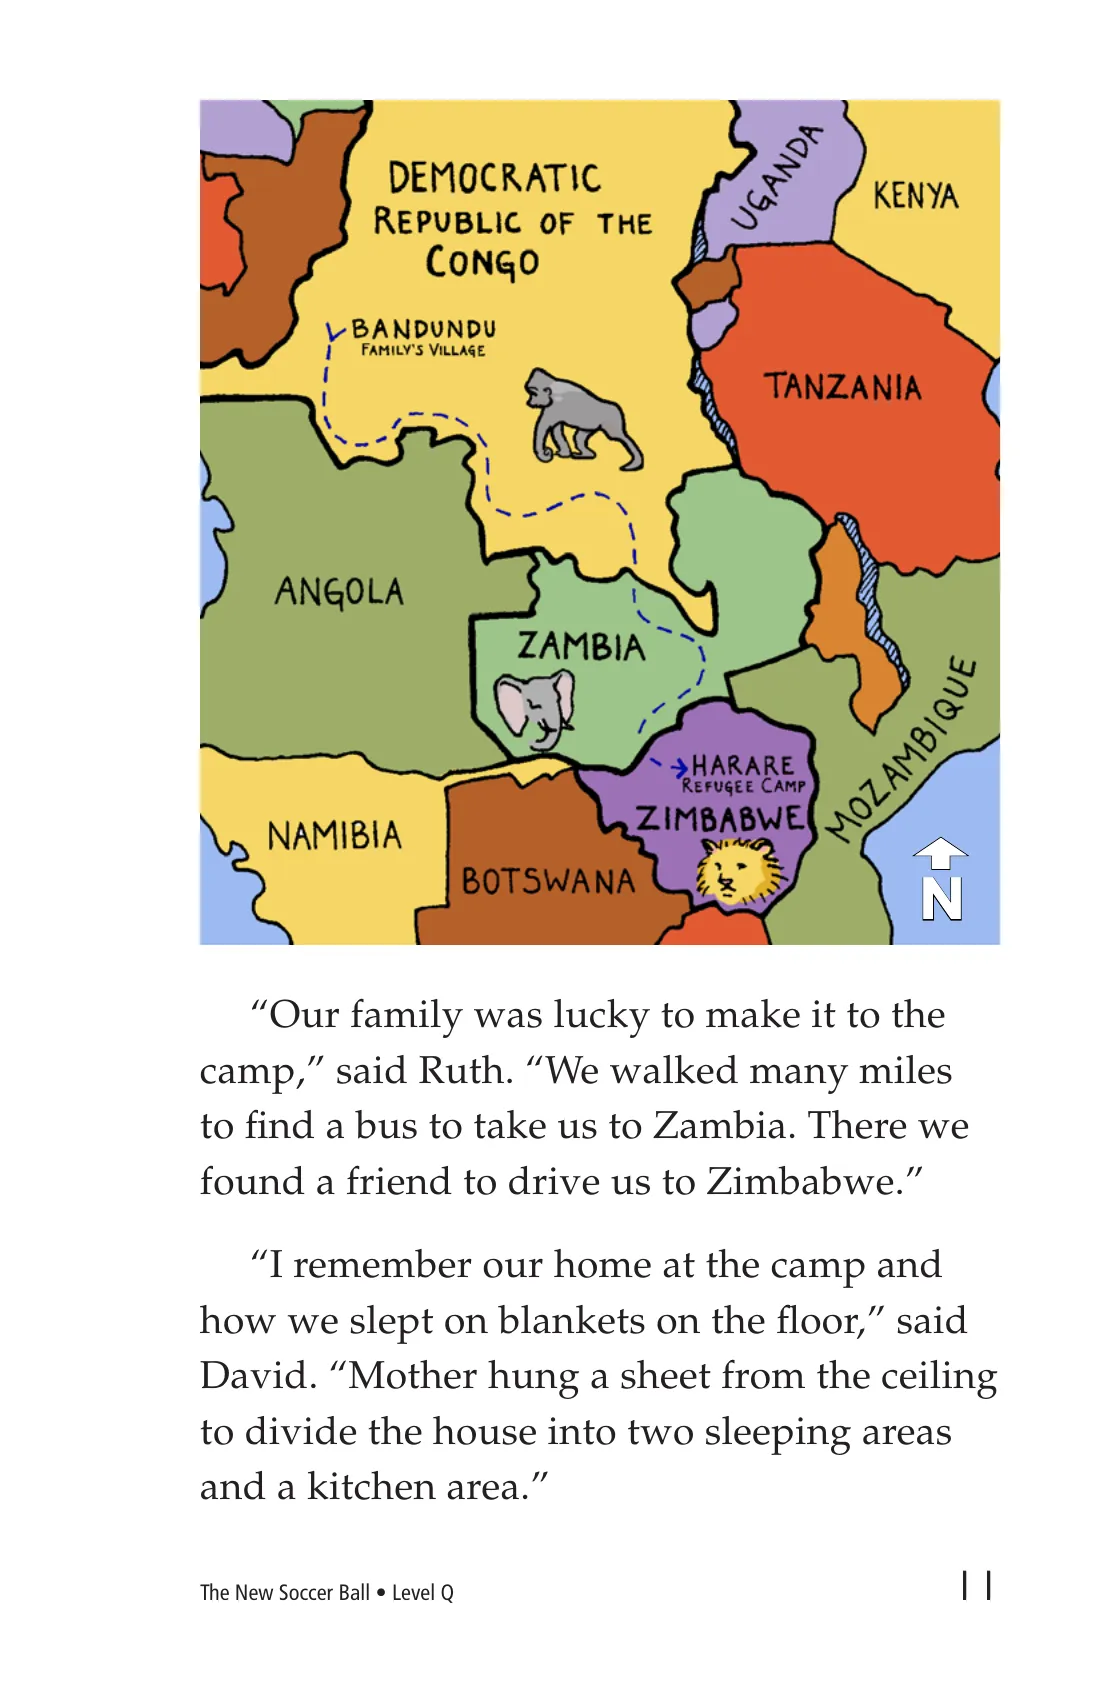 DEMOCRATIC
REPUBLIC OF THE
CONGO
UGANDA
KENYA
BANDUNDU
FAMILY'S VILLAGE
TANZANIA
ANGOLA
ZAMBIA
MOZAMBIQUE
HARARE
REFUGEE CAMP
ZIMBABWE
NAMIBIA
BOTSWANA
N
“Our family was lucky to make it to the
camp,” said Ruth. “We walked many miles
to find a bus to take us to Zambia. There we
found a friend to drive us to Zimbabwe.”
“I remember our home at the camp and
how we slept on blankets on the floor,” said
David. “Mother hung a sheet from the ceiling
to divide the house into two sleeping areas
and a kitchen area.”
The New Soccer Ball • Level Q
11